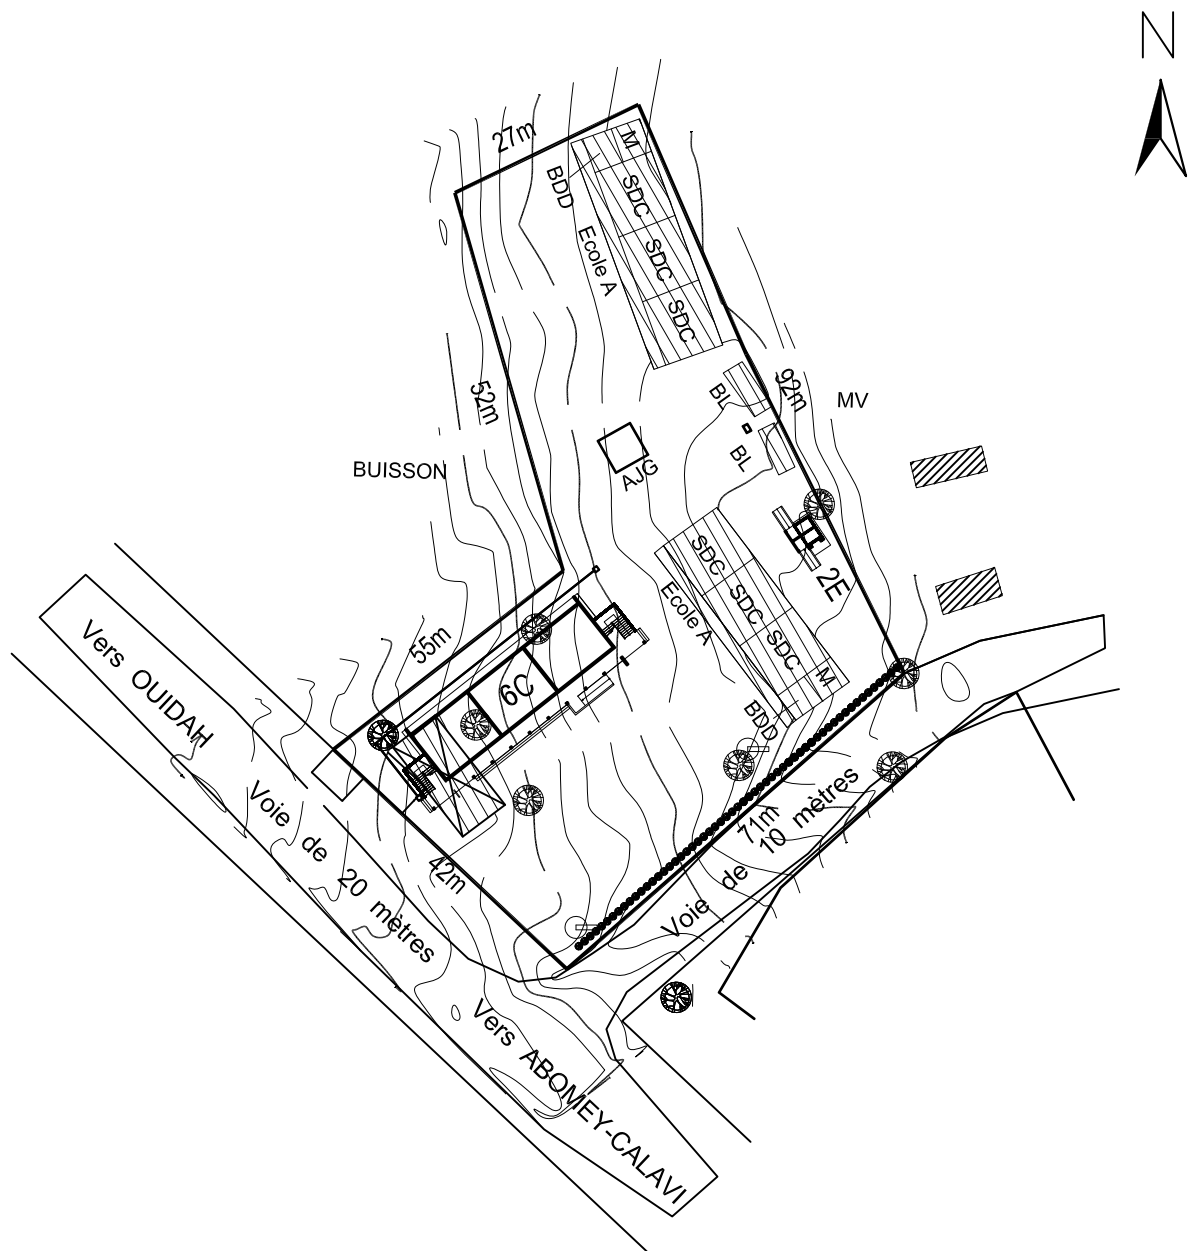 N
27m
M
BDD
SDC
Ecole A
SDC
SDC
52m
92m
BL
MV
BL
AJG
BUISSON
SDC
2E
Ecole A
SDC
SDC
M
BDD
55m
6C
Vers OUIDAH
Voie de 20 mètres
42m
71m
Voie de 10 mètres
Vers ABOMEY-CALAVI